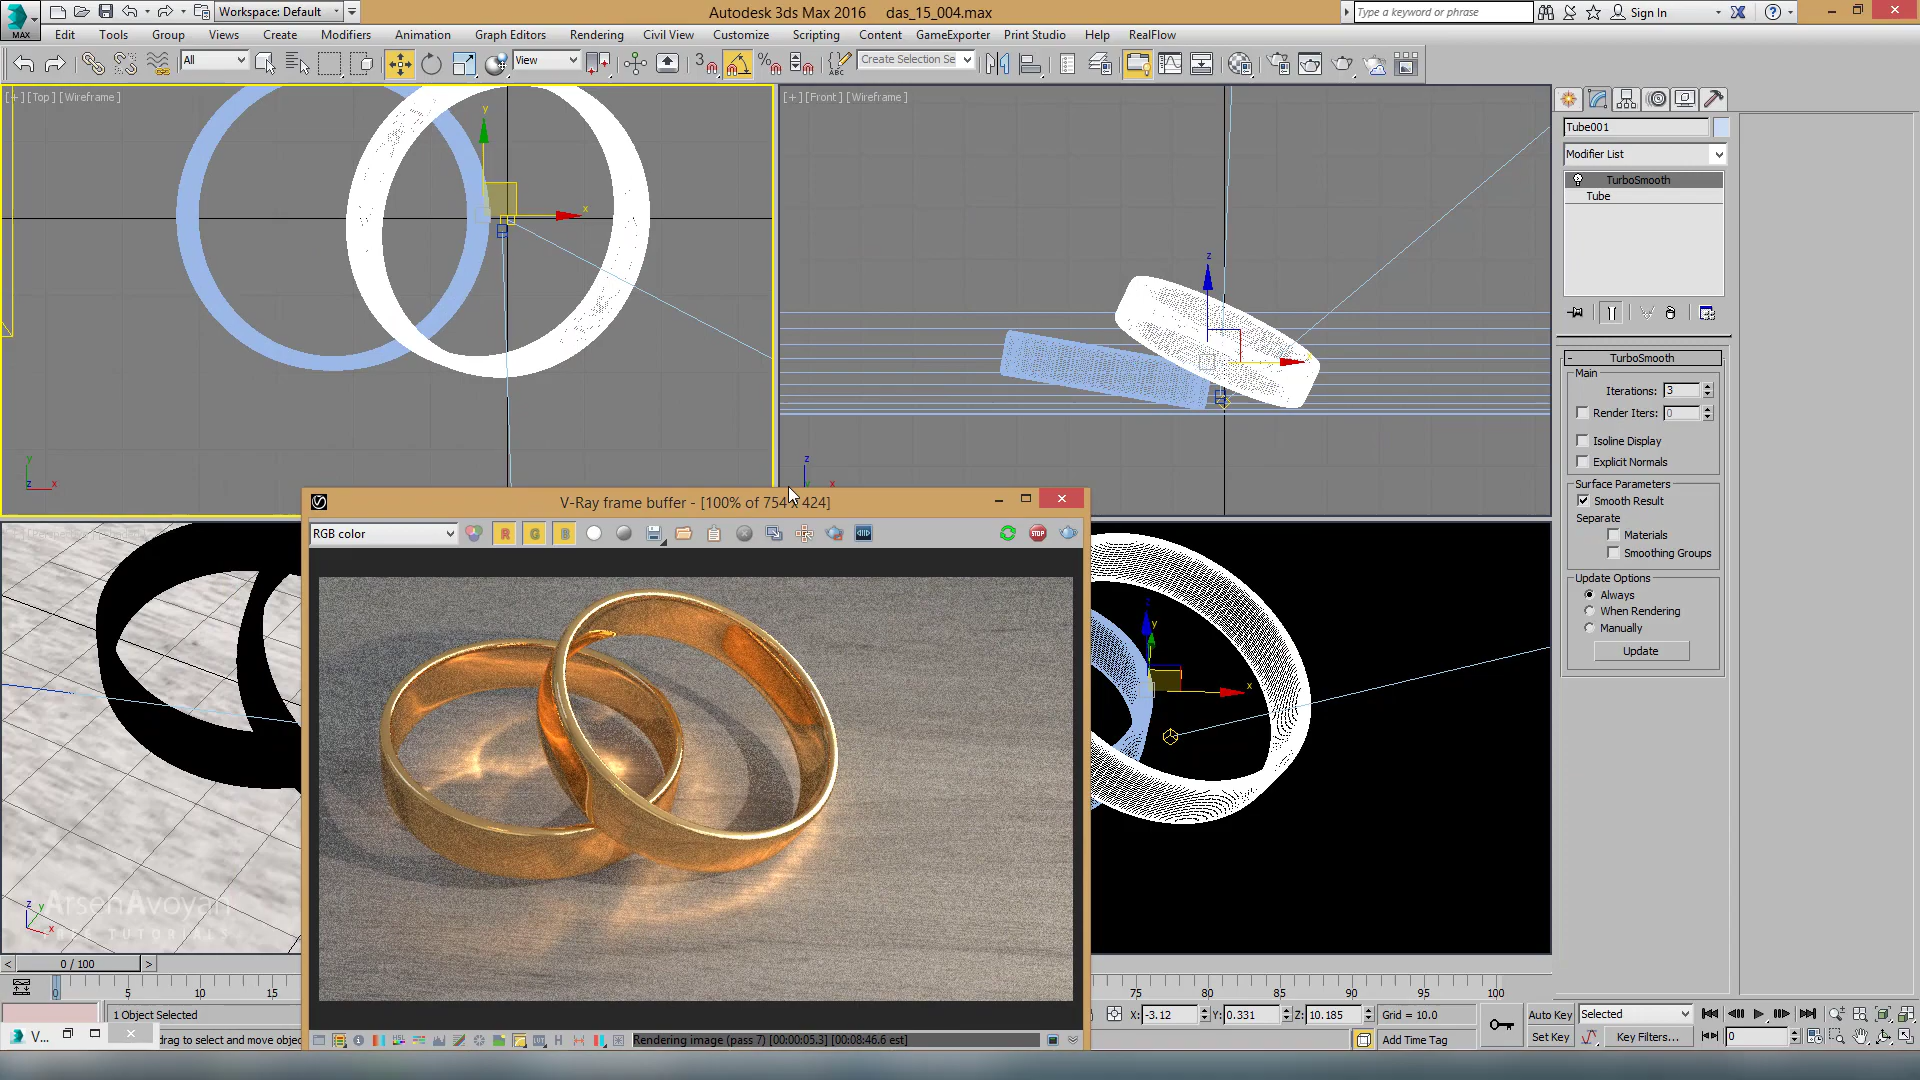 Workspace: Default
Autodesk 3ds Max 2016    das_15_004.max
Type a keyword or phrase
Sign In
MAX
Edit
Tools
Group
Views
Create
Modifiers
Animation
Graph Editors
Rendering
Civil View
Customize
Scripting
Content
GameExporter
Print Studio
Help
RealFlow
All
View
3
%
ABC
Create Selection Se
[+] [Top] [Wireframe]
[+] [Front] [Wireframe]
y
x
z
x
y
z
x
z
x
Tube001
Modifier List
TurboSmooth
Tube
- TurboSmooth
Main
Iterations: 3
Render Iters: 0
Isoline Display
Explicit Normals
Surface Parameters
Smooth Result
Separate
Materials
Smoothing Groups
Update Options
Always
When Rendering
Manually
Update
V-Ray frame buffer - [100% of 754 x 424]
RGB color
R
G
B
STOP
z
y
x
y
x
ArsenAvoyan
FREE TUTORIALS
z
y
x
Rendering image (pass 7) [00:00:05.3] [00:08:46.6 est]
< 0 / 100 >
0 5 10 15
75 80 85 90 95 100
1 Object Selected
V...
drag to select and move objec
X: -3.12
Y: 0.331
Z: 10.185
Grid = 10.0
Add Time Tag
Auto Key
Selected
Set Key
Key Filters...
0